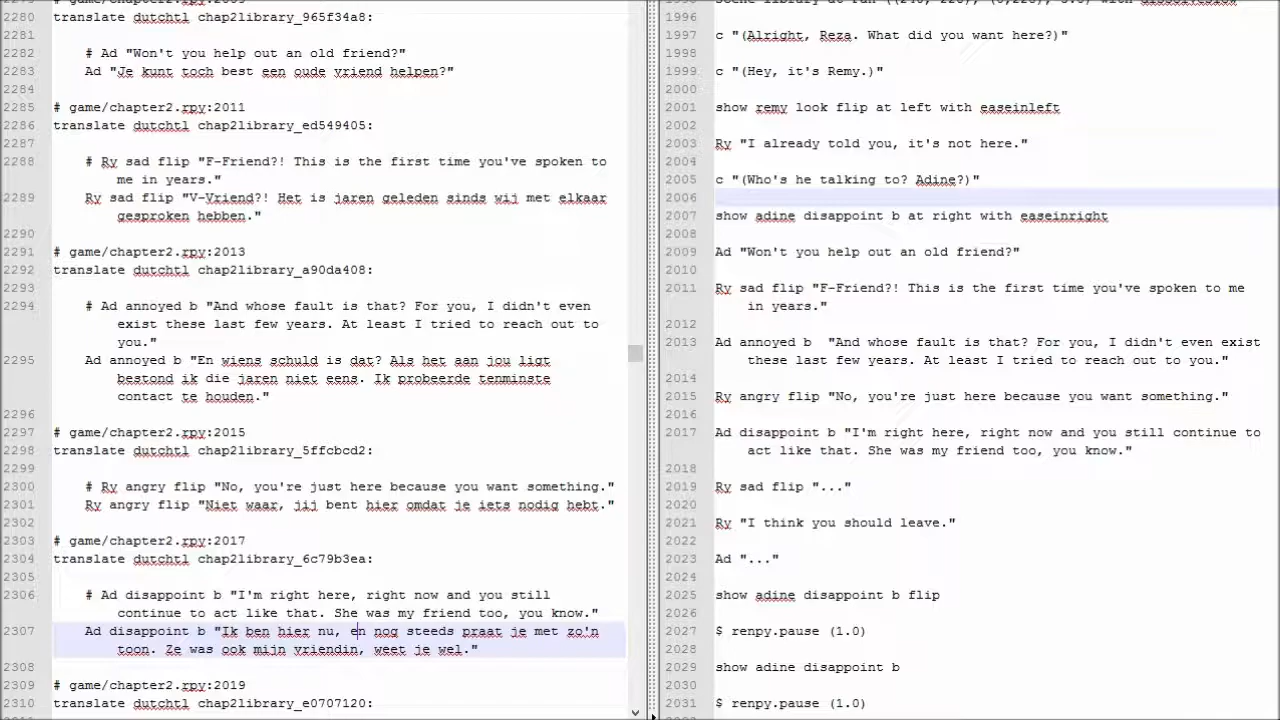 2280 translate dutchtl chap2library_965f34a8:
2281
2282 # Ad "Won't you help out an old friend?"
2283 Ad "Je kunt toch best een oude vriend helpen?"
2284
2285 # game/chapter2.rpy:2011
2286 translate dutchtl chap2library_ed549405:
2287
2288 # Ry sad flip "F-Friend?! This is the first time you've spoken to
me in years."
2289 Ry sad flip "V-Vriend?! Het is jaren geleden sinds wij met elkaar
gesproken hebben."
2290
2291 # game/chapter2.rpy:2013
2292 translate dutchtl chap2library_a90da408:
2293
2294 # Ad annoyed b "And whose fault is that? For you, I didn't even
exist these last few years. At least I tried to reach out to
you."
2295 Ad annoyed b "En wiens schuld is dat? Als het aan jou ligt
bestond ik die jaren niet eens. Ik probeerde tenminste
contact te houden."
2296
2297 # game/chapter2.rpy:2015
2298 translate dutchtl chap2library_5ffcbcd2:
2299
2300 # Ry angry flip "No, you're just here because you want something."
2301 Ry angry flip "Niet waar, jij bent hier omdat je iets nodig hebt."
2302
2303 # game/chapter2.rpy:2017
2304 translate dutchtl chap2library_6c79b3ea:
2305
2306 # Ad disappoint b "I'm right here, right now and you still
continue to act like that. She was my friend too, you know."
2307 Ad disappoint b "Ik ben hier nu, en nog steeds praat je met zo'n
toon. Ze was ook mijn vriendin, weet je wel."
2308
2309 # game/chapter2.rpy:2019
2310 translate dutchtl chap2library_e0707120:
1996
1997 c "(Alright, Reza. What did you want here?)"
1998
1999 c "(Hey, it's Remy.)"
2000
2001 show remy look flip at left with easeinleft
2002
2003 Ry "I already told you, it's not here."
2004
2005 c "(Who's he talking to? Adine?)"
2006
2007 show adine disappoint b at right with easeinright
2008
2009 Ad "Won't you help out an old friend?"
2010
2011 Ry sad flip "F-Friend?! This is the first time you've spoken to me
in years."
2012
2013 Ad annoyed b  "And whose fault is that? For you, I didn't even exist
these last few years. At least I tried to reach out to you."
2014
2015 Ry angry flip "No, you're just here because you want something."
2016
2017 Ad disappoint b "I'm right here, right now and you still continue to
act like that. She was my friend too, you know."
2018
2019 Ry sad flip "..."
2020
2021 Ry "I think you should leave."
2022
2023 Ad "..."
2024
2025 show adine disappoint b flip
2026
2027 $ renpy.pause (1.0)
2028
2029 show adine disappoint b
2030
2031 $ renpy.pause (1.0)